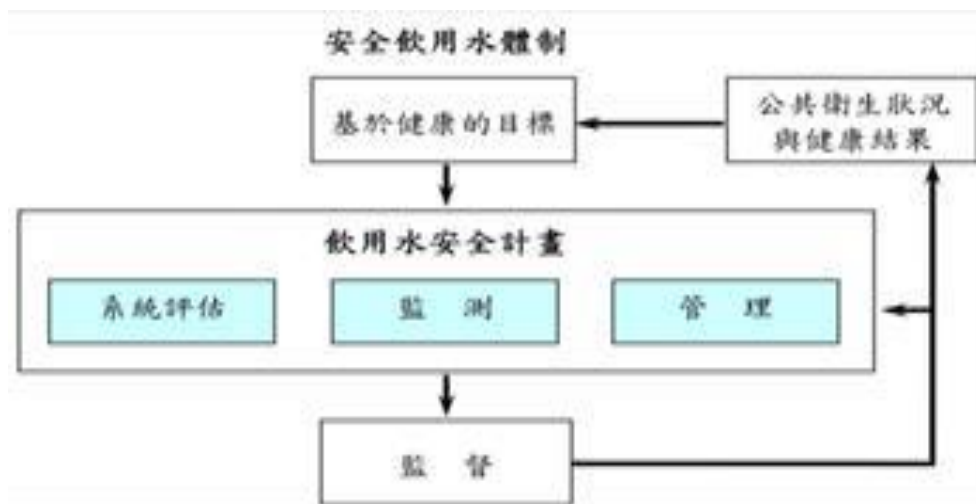 安全飲用水體制
基於健康的目標
公共衛生狀況
與健康結果
飲用水安全計畫
系統評估
監 測
管 理
監 督